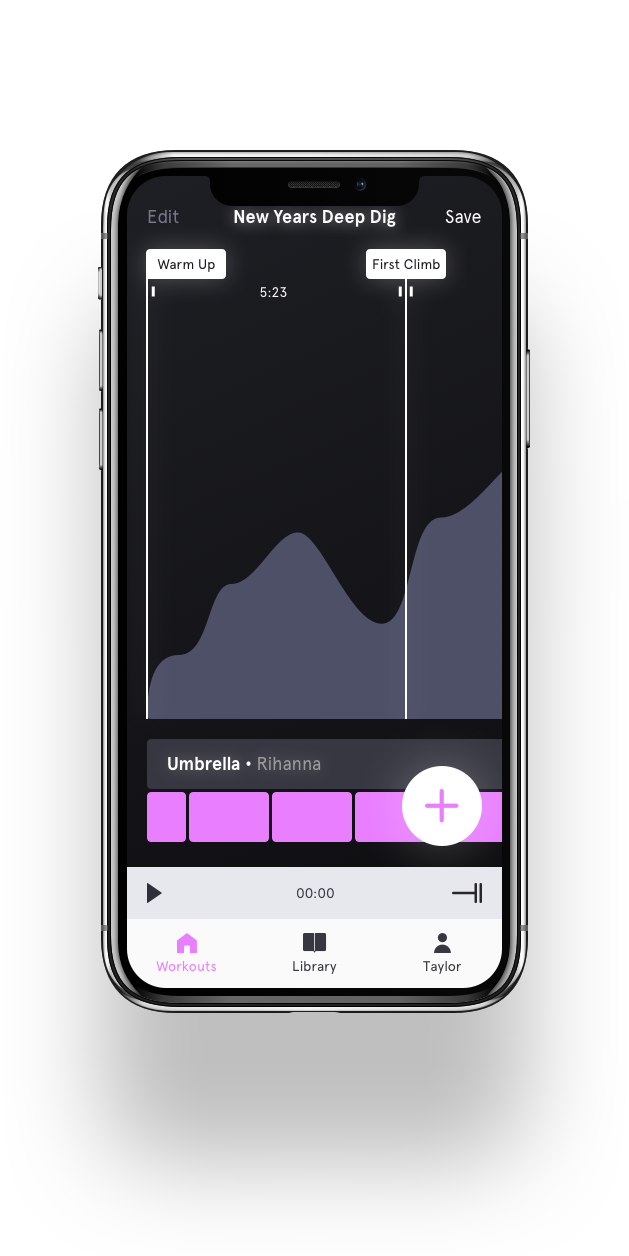 Edit New Years Deep Dig Save
Warm Up First Climb
5:23
Umbrella • Rihanna
00:00
Workouts Library Taylor